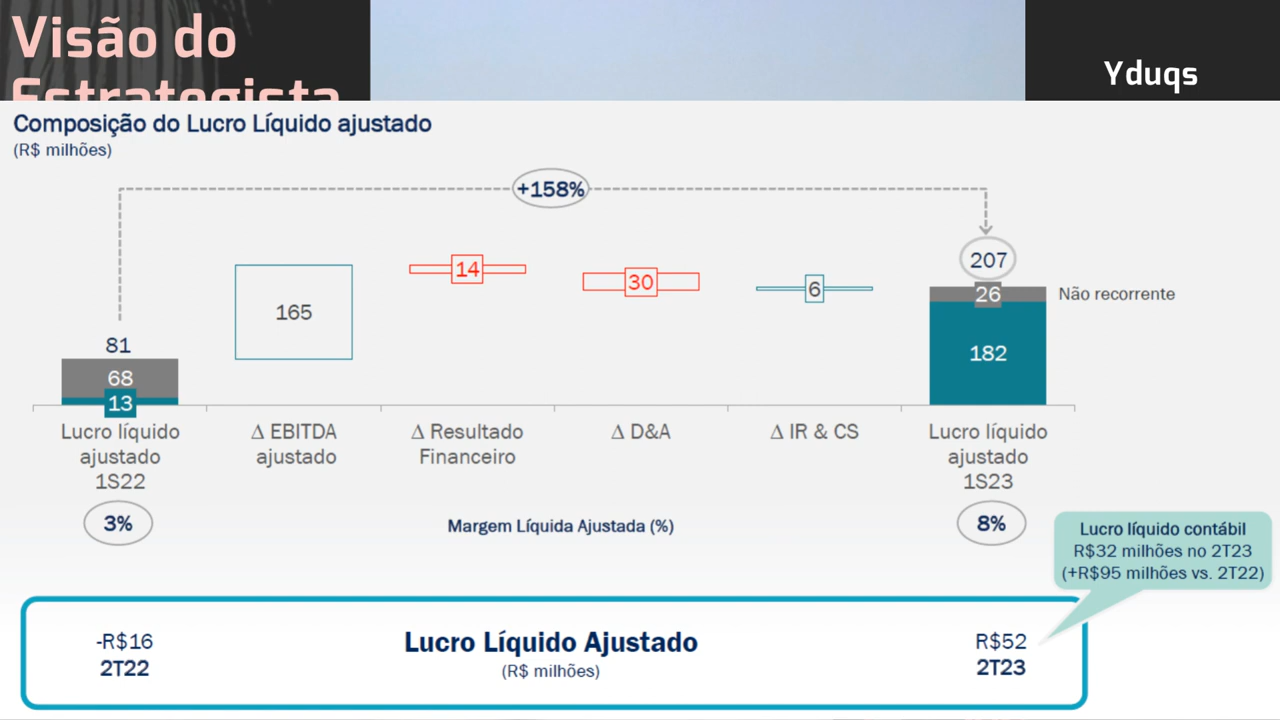 Visão do
Estrategista
Yduqs
Composição do Lucro Líquido ajustado
(R$ milhões)
+158%
207
26
Não recorrente
182
165
14
30
6
81
68
13
Lucro líquido
ajustado
1S22
Δ EBITDA
ajustado
Δ Resultado
Financeiro
Δ D&A
Δ IR & CS
Lucro líquido
ajustado
1S23
3%
Margem Líquida Ajustada (%)
8%
Lucro líquido contábil
R$32 milhões no 2T23
(+R$95 milhões vs. 2T22)
-R$16
2T22
Lucro Líquido Ajustado
(R$ milhões)
R$52
2T23